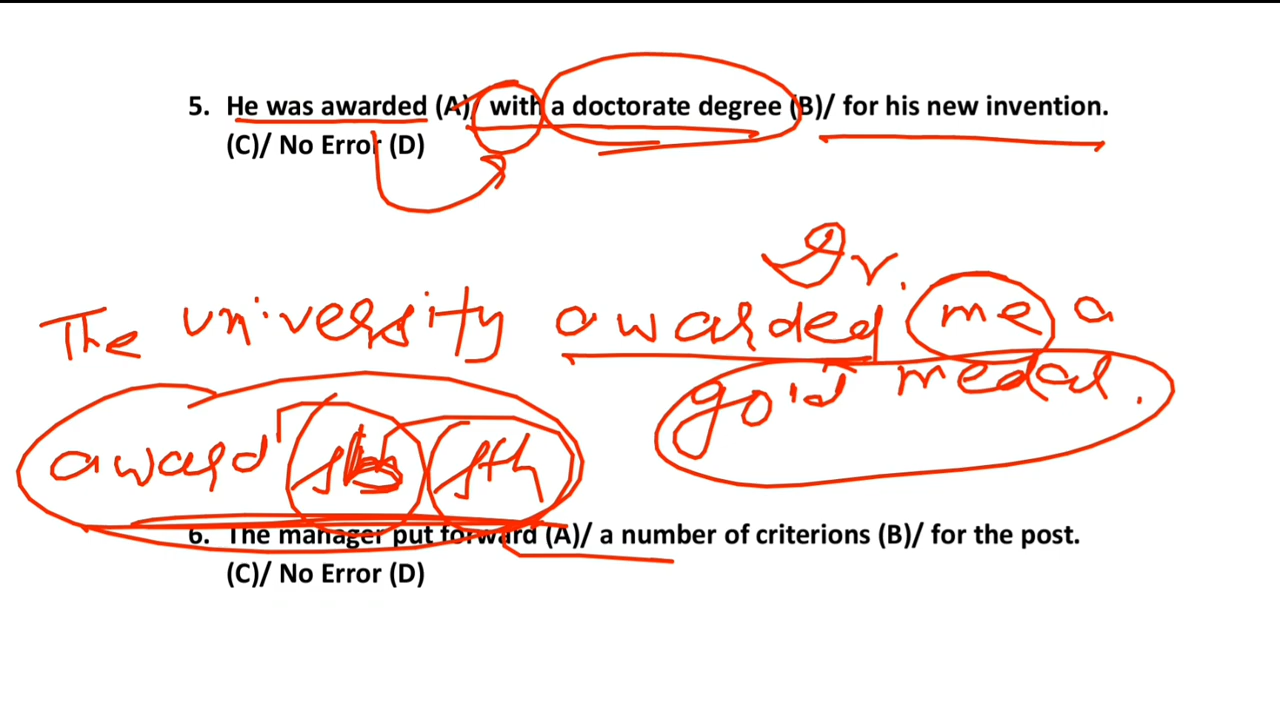 5. He was awarded (A)/ with a doctorate degree (B)/ for his new invention.
(C)/ No Error (D)
Tr.
The university awarded me a
gold medal.
award sb sth
6. The manager put forward (A)/ a number of criterions (B)/ for the post.
(C)/ No Error (D)